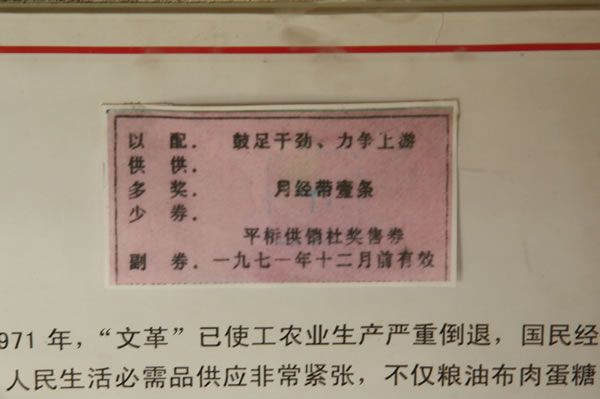 以 配. 鼓足干劲、力争上游
供 供.
多 奖. 月经带壹条
少 券.
平桥供销社奖售券
副 券. 一九七一年十二月前有效
971 年，“文革”已使工农业生产严重倒退，国民经
人民生活必需品供应非常紧张，不仅粮油布肉蛋糖